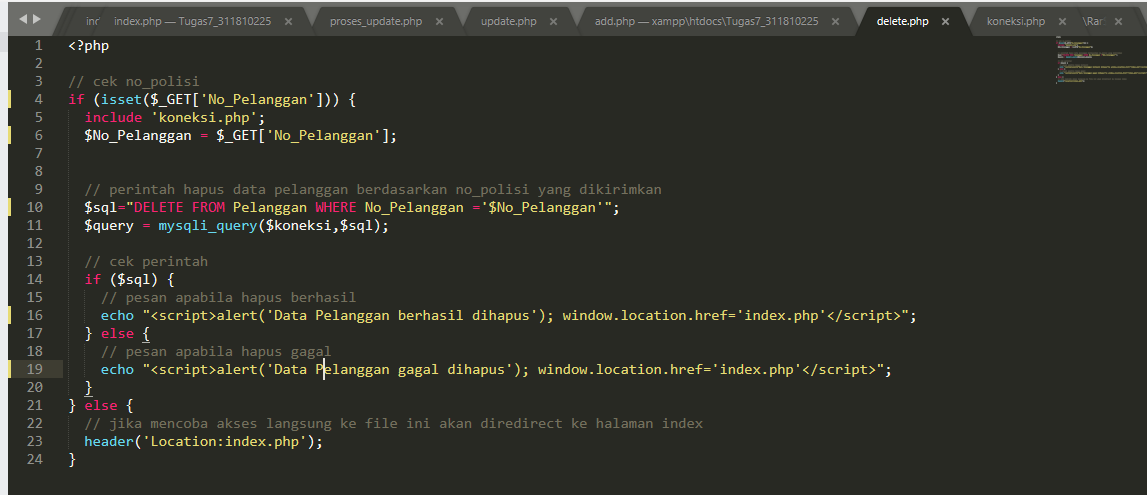 inc index.php — Tugas7_311810225 × proses_update.php × update.php × add.php — xampp\htdocs\Tugas7_311810225 × delete.php × koneksi.php × \Rar ×
1 <?php
2
3 // cek no_polisi
4 if (isset($_GET['No_Pelanggan'])) {
5 include 'koneksi.php';
6 $No_Pelanggan = $_GET['No_Pelanggan'];
7
8
9 // perintah hapus data pelanggan berdasarkan no_polisi yang dikirimkan
10 $sql="DELETE FROM Pelanggan WHERE No_Pelanggan ='$No_Pelanggan'";
11 $query = mysqli_query($koneksi,$sql);
12
13 // cek perintah
14 if ($sql) {
15 // pesan apabila hapus berhasil
16 echo "<script>alert('Data Pelanggan berhasil dihapus'); window.location.href='index.php'</script>";
17 } else {
18 // pesan apabila hapus gagal
19 echo "<script>alert('Data Pelanggan gagal dihapus'); window.location.href='index.php'</script>";
20 }
21 } else {
22 // jika mencoba akses langsung ke file ini akan diredirect ke halaman index
23 header('Location:index.php');
24 }